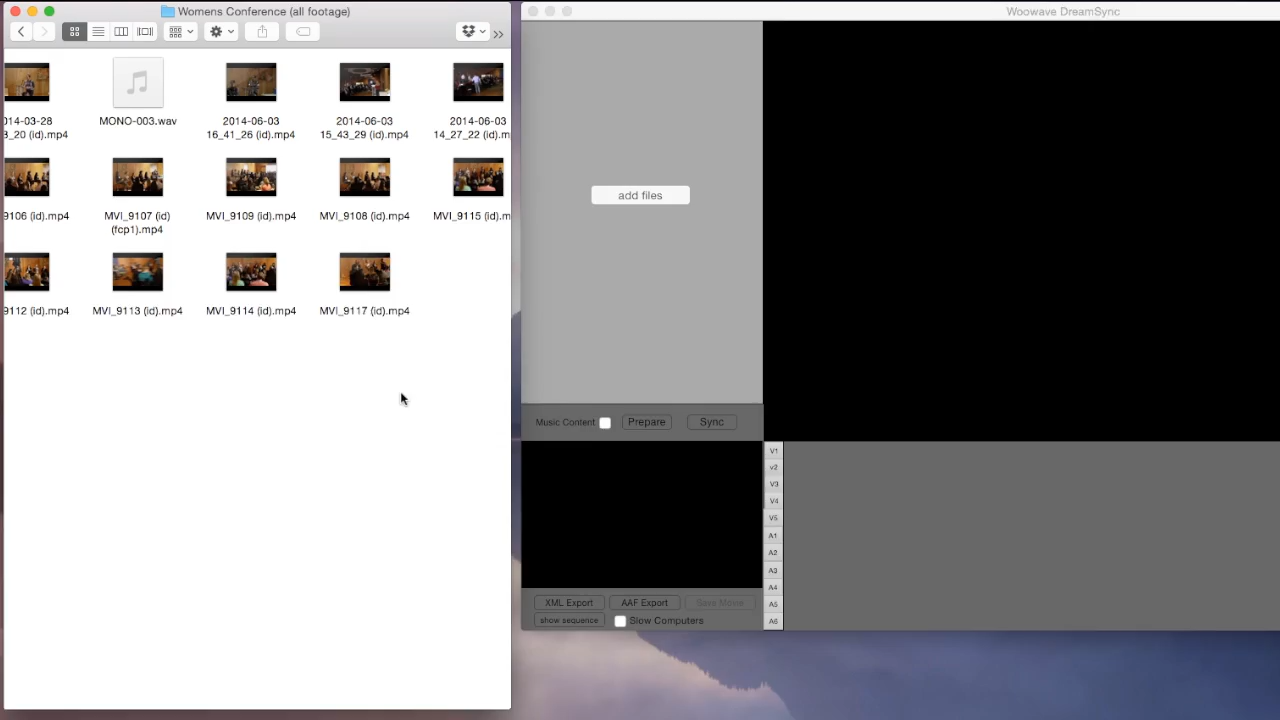 Womens Conference (all footage)
Woowave DreamSync
014-03-28
3_20 (id).mp4
MONO-003.wav
2014-06-03
16_41_26 (id).mp4
2014-06-03
15_43_29 (id).mp4
2014-06-03
14_27_22 (id).m
9106 (id).mp4
MVI_9107 (id)
(fcp1).mp4
MVI_9109 (id).mp4
MVI_9108 (id).mp4
MVI_9115 (id).m
9112 (id).mp4
MVI_9113 (id).mp4
MVI_9114 (id).mp4
MVI_9117 (id).mp4
add files
Music Content
Prepare
Sync
V1
v2
V3
V4
V5
A1
A2
A3
A4
A5
A6
XML Export
AAF Export
Save Movie
show sequence
Slow Computers